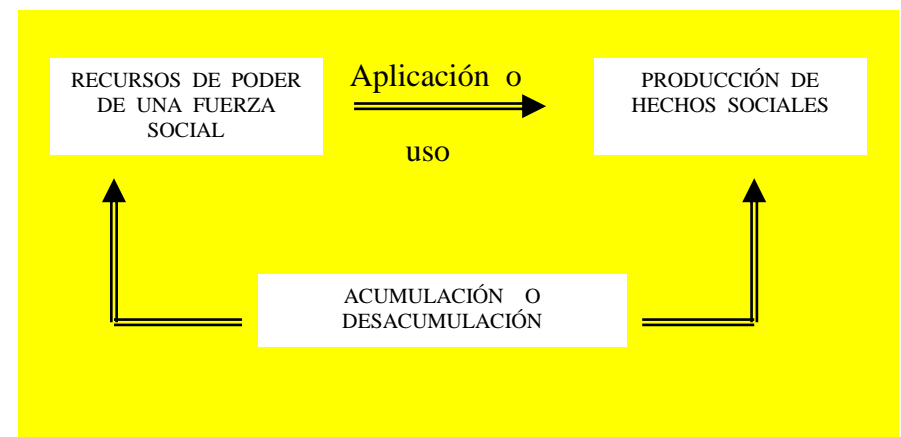 RECURSOS DE PODER
DE UNA FUERZA
SOCIAL
Aplicación o
uso
PRODUCCIÓN DE
HECHOS SOCIALES
ACUMULACIÓN O
DESACUMULACIÓN